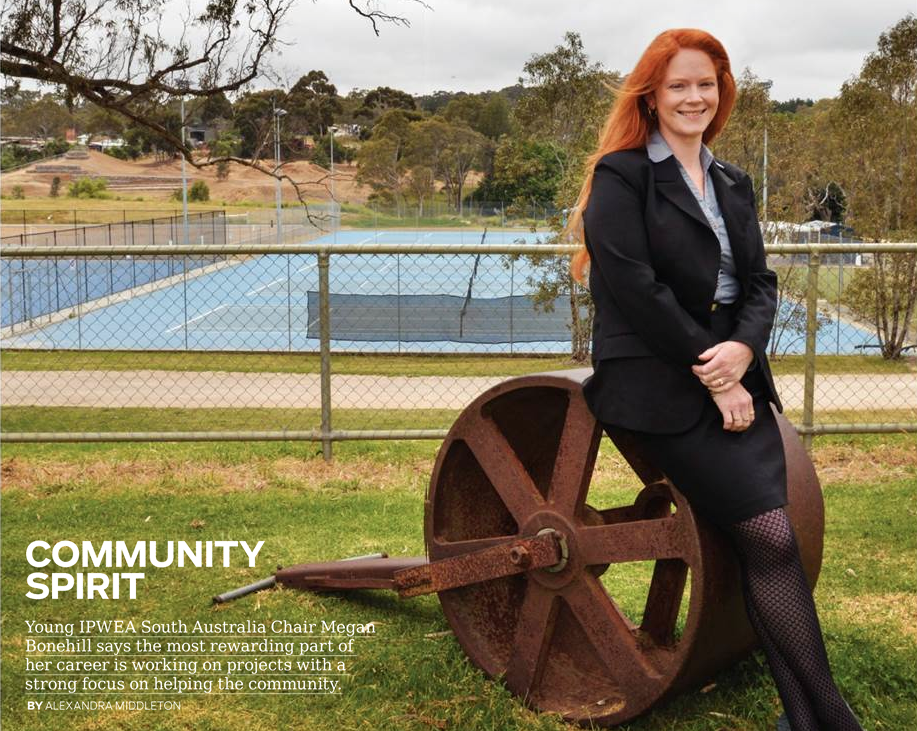 COMMUNITY
SPIRIT
Young IPWEA South Australia Chair Megan
Bonehill says the most rewarding part of
her career is working on projects with a
strong focus on helping the community.
BY ALEXANDRA MIDDLETON